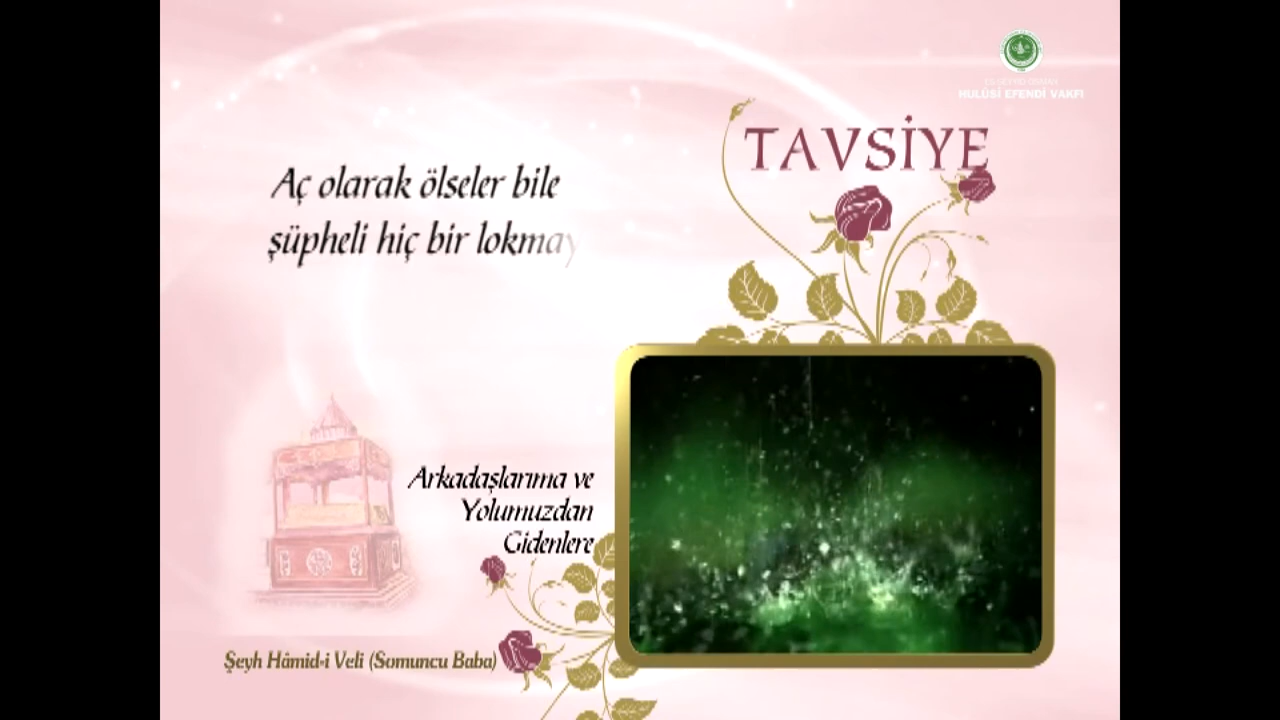 HULÛSİ EFENDİ VAKFI
TAVSİYE
Aç olarak ölseler bile
şüpheli hiç bir lokmay
Arkadaşlarıma ve
Yolumuzdan
Gidenlere
Şeyh Hâmid-i Veli (Somuncu Baba)